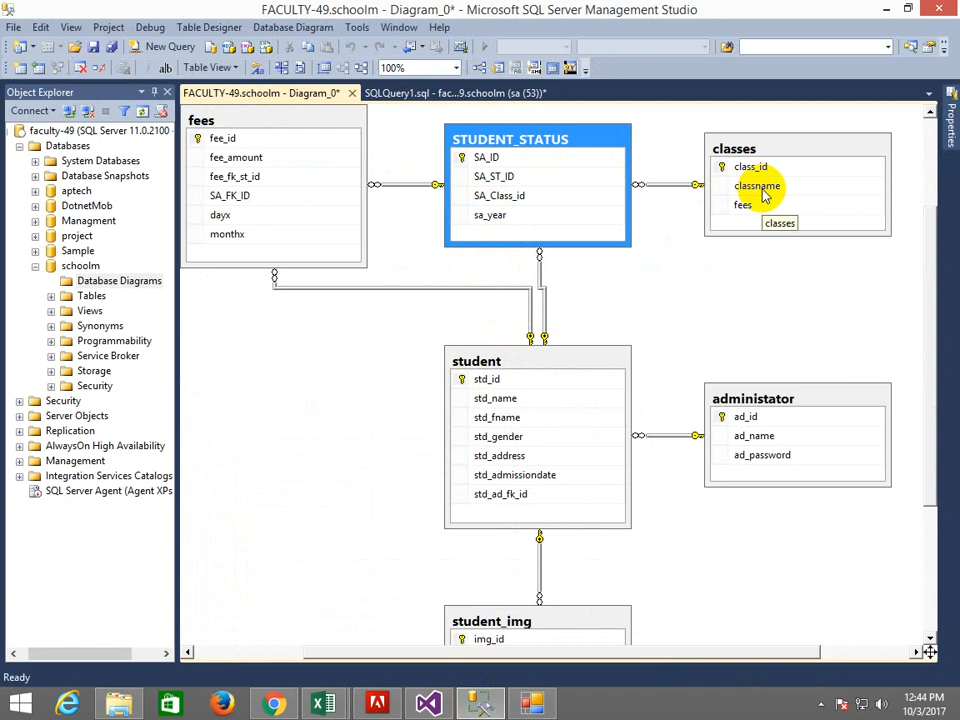 FACULTY-49.schoolm - Diagram_0* - Microsoft SQL Server Management Studio
File Edit View Project Debug Table Designer Database Diagram Tools Window Help
New Query
ab| Table View 100%
Object Explorer
FACULTY-49.schoolm - Diagram_0* SQLQuery1.sql - fac...9.schoolm (sa (53))*
Properties
Connect
faculty-49 (SQL Server 11.0.2100
Databases
System Databases
Database Snapshots
aptech
DotnetMob
Managment
project
Sample
schoolm
Database Diagrams
Tables
Views
Synonyms
Programmability
Service Broker
Storage
Security
Security
Server Objects
Replication
AlwaysOn High Availability
Management
Integration Services Catalogs
SQL Server Agent (Agent XPs
fees
fee_id
fee_amount
fee_fk_st_id
SA_FK_ID
dayx
monthx
STUDENT_STATUS
SA_ID
SA_ST_ID
SA_Class_id
sa_year
classes
class_id
classname
fees
classes
student
std_id
std_name
std_fname
std_gender
std_address
std_admissiondate
std_ad_fk_id
administator
ad_id
ad_name
ad_password
student_img
img_id
Ready
12:44 PM
10/3/2017